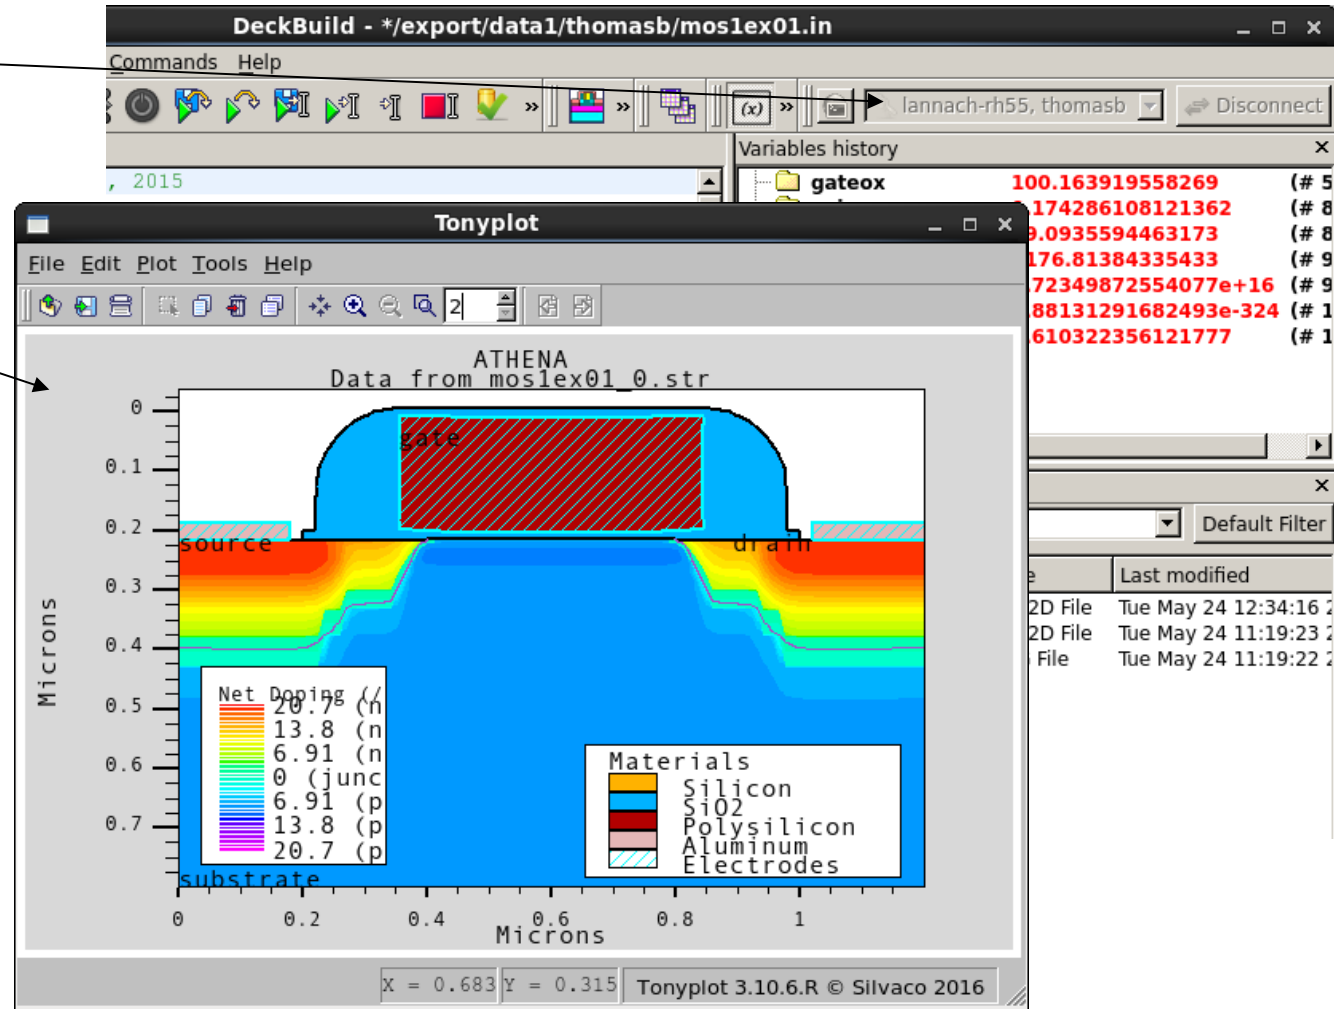 DeckBuild - */export/data1/thomasb/mos1ex01.in
Commands Help
» » (x) » lannach-rh55, thomasb Disconnect
Variables history
, 2015
gateox 100.163919558269 (# 5
.174286108121362 (# 8
9.0935594463173 (# 8
176.81384335433 (# 9
.72349872554077e+16 (# 9
.88131291682493e-324 (# 1
.610322356121777 (# 1
Default Filter
e Last modified
2D File Tue May 24 12:34:16 2
2D File Tue May 24 11:19:23 2
File Tue May 24 11:19:22 2
Tonyplot
File Edit Plot Tools Help
2
ATHENA
Data from mos1ex01_0.str
0
0.1
0.2
0.3
0.4
0.5
0.6
0.7
Microns
gate
source drain
substrate
Net Doping (/
20.7 (n
13.8 (n
6.91 (n
0 (junc
6.91 (p
13.8 (p
20.7 (p
Materials
Silicon
SiO2
Polysilicon
Aluminum
Electrodes
0 0.2 0.4 0.6 0.8 1
Microns
X = 0.683 Y = 0.315 Tonyplot 3.10.6.R © Silvaco 2016